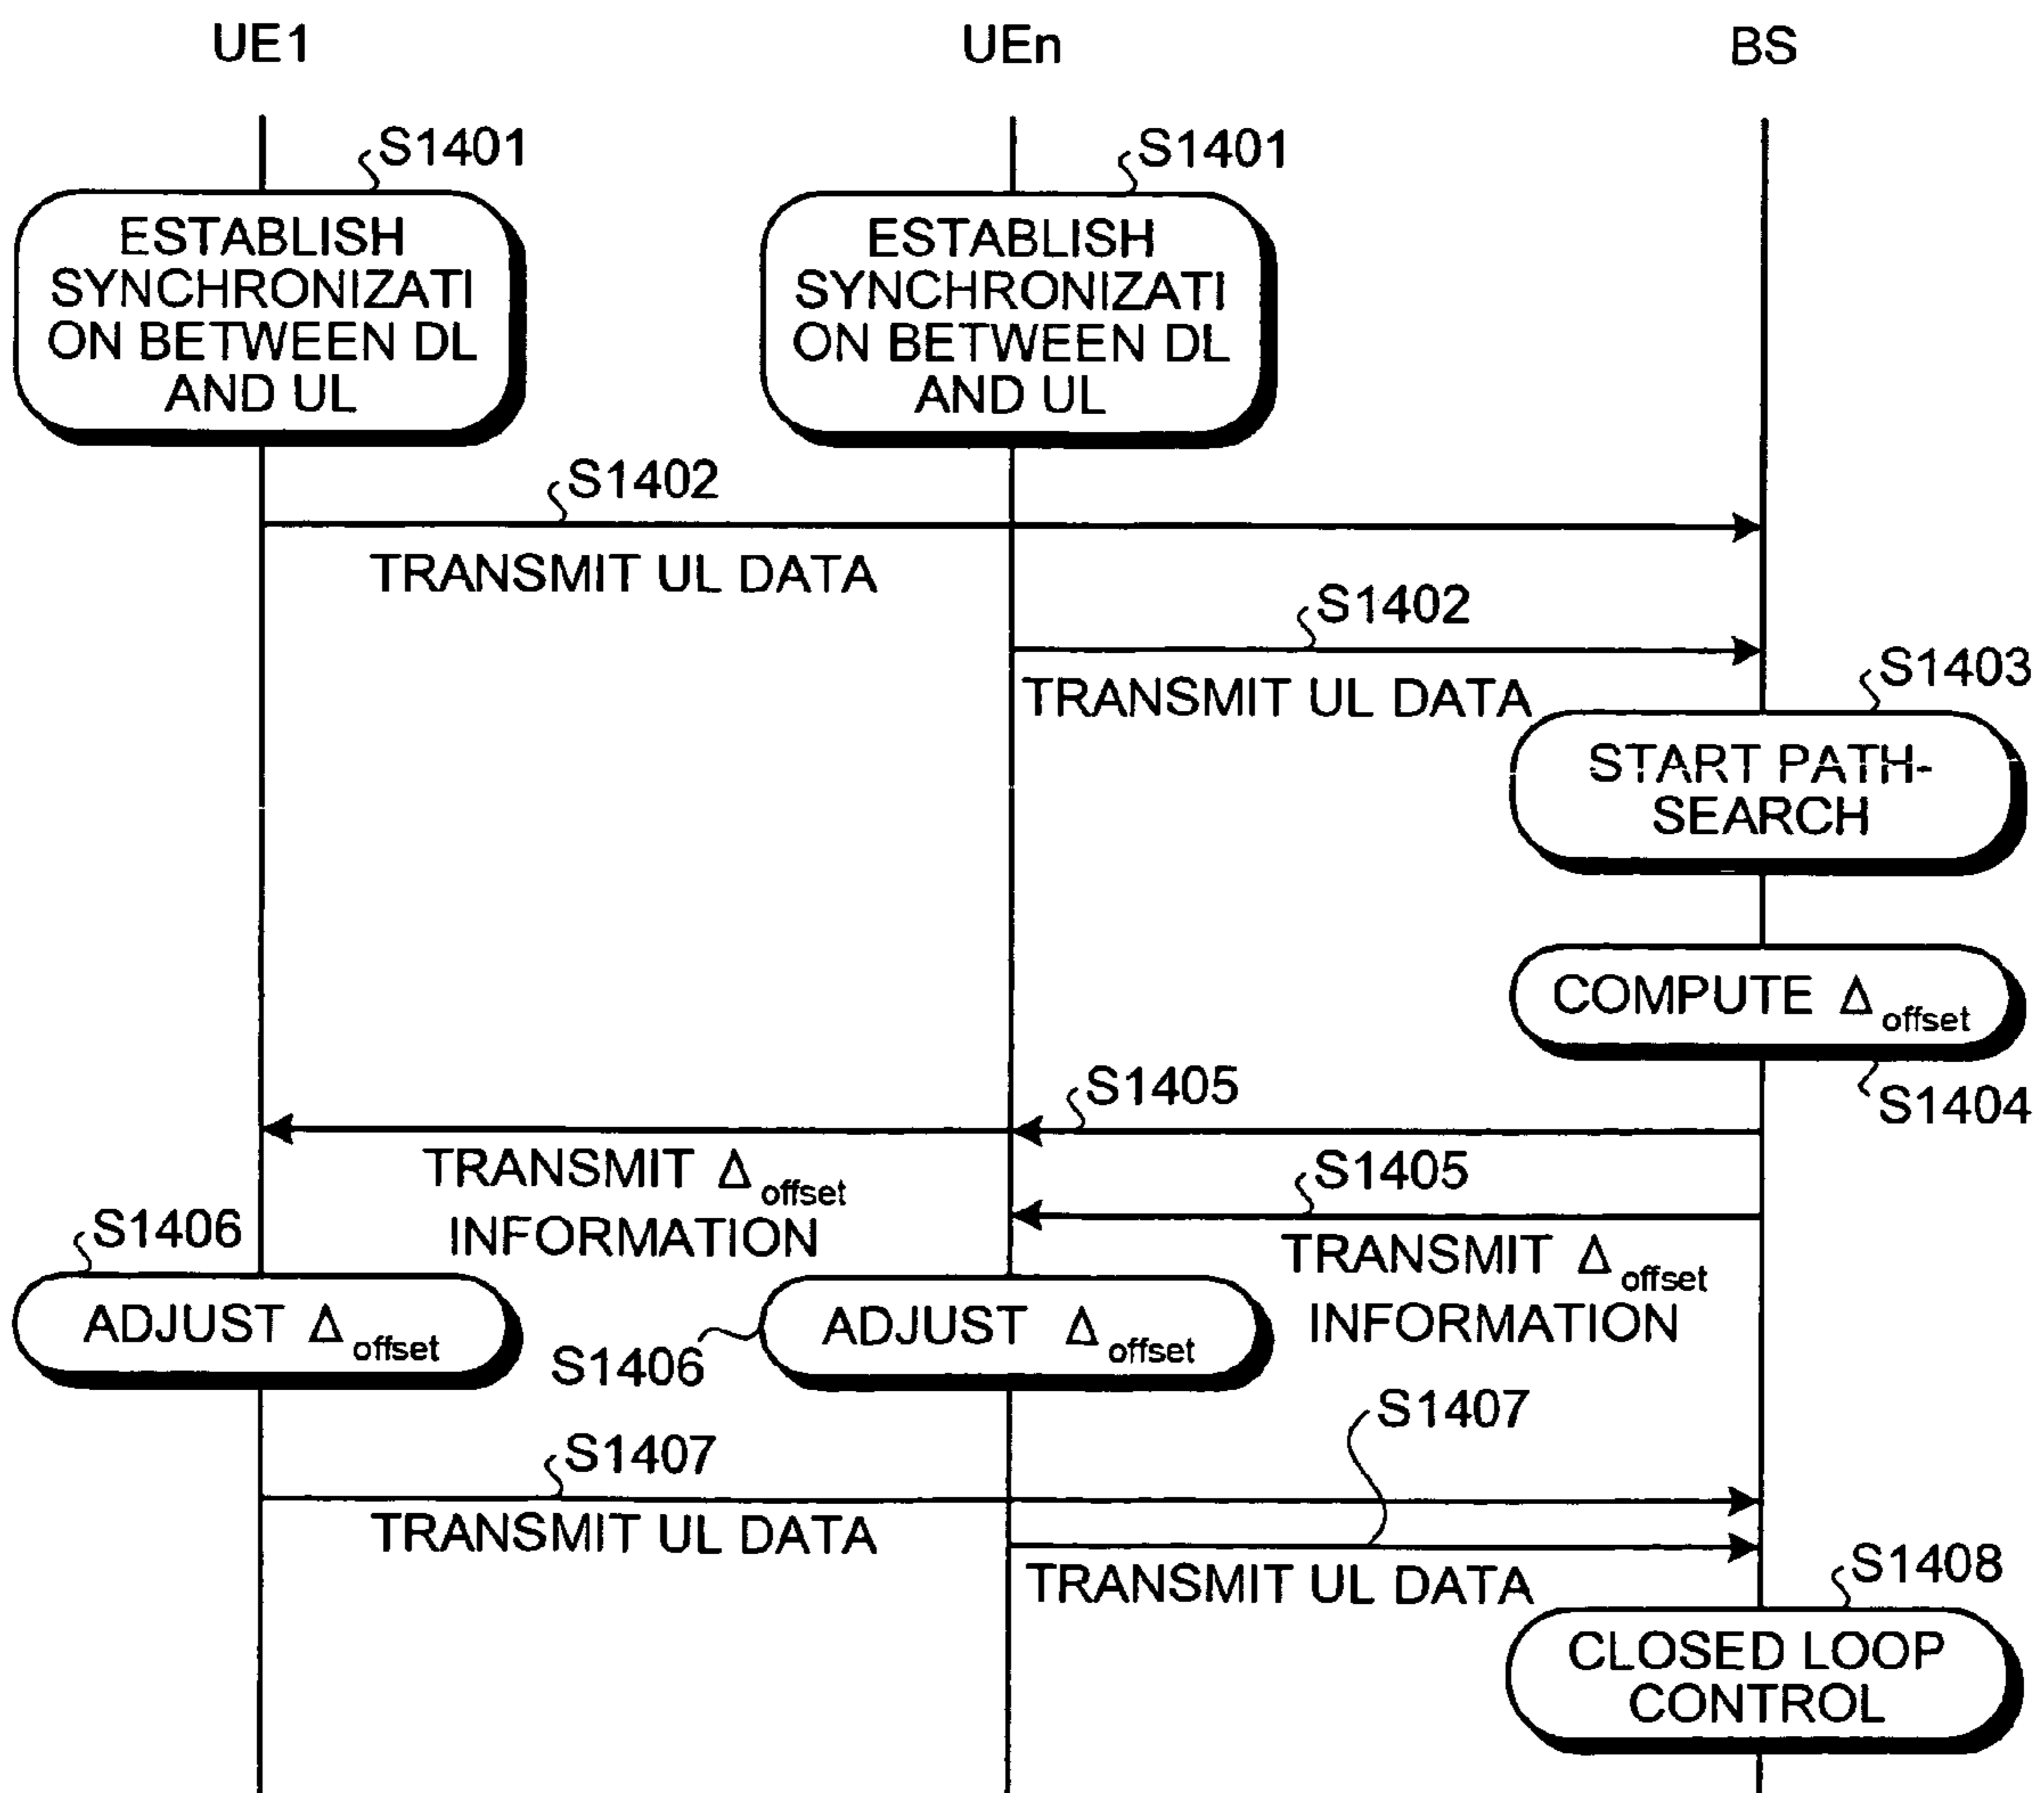 UE1
UEn
BS
S1401
S1401
ESTABLISH
SYNCHRONIZATI
ON BETWEEN DL
AND UL
ESTABLISH
SYNCHRONIZATI
ON BETWEEN DL
AND UL
S1402
TRANSMIT UL DATA
S1402
TRANSMIT UL DATA
S1403
START PATH-
SEARCH
COMPUTE Δoffset
S1404
S1405
TRANSMIT Δoffset
INFORMATION
S1405
TRANSMIT Δoffset
INFORMATION
S1406
ADJUST Δoffset
S1406
ADJUST Δoffset
S1407
TRANSMIT UL DATA
S1407
TRANSMIT UL DATA
S1408
CLOSED LOOP
CONTROL